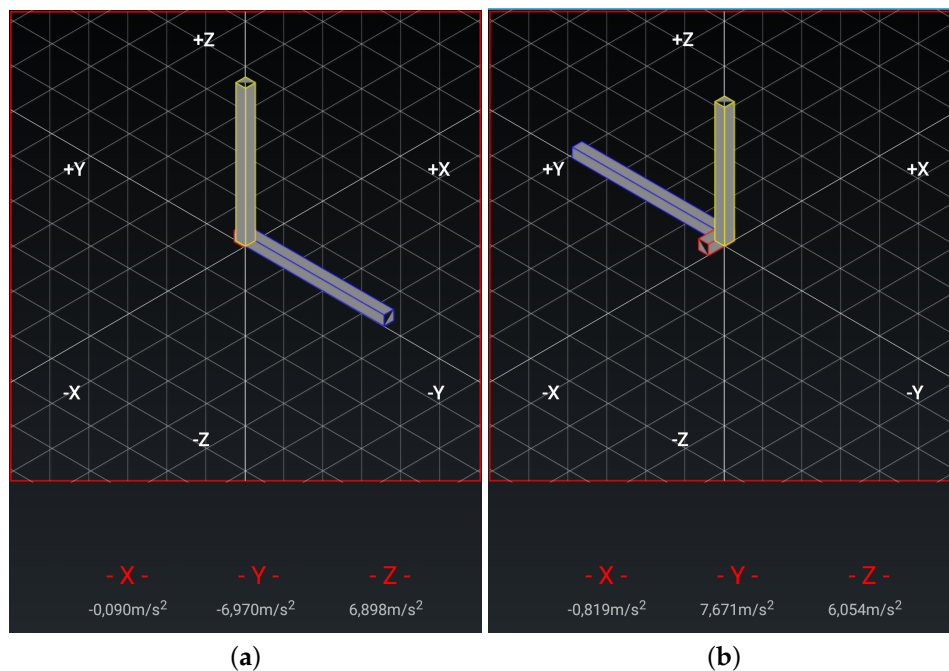 +Z
+Y
+X
-X
-Y
-Z
- X -
- Y -
- Z -
-0,090m/s²
-6,970m/s²
6,898m/s²
(a)
+Z
+Y
+X
-X
-Y
-Z
- X -
- Y -
- Z -
-0,819m/s²
7,671m/s²
6,054m/s²
(b)